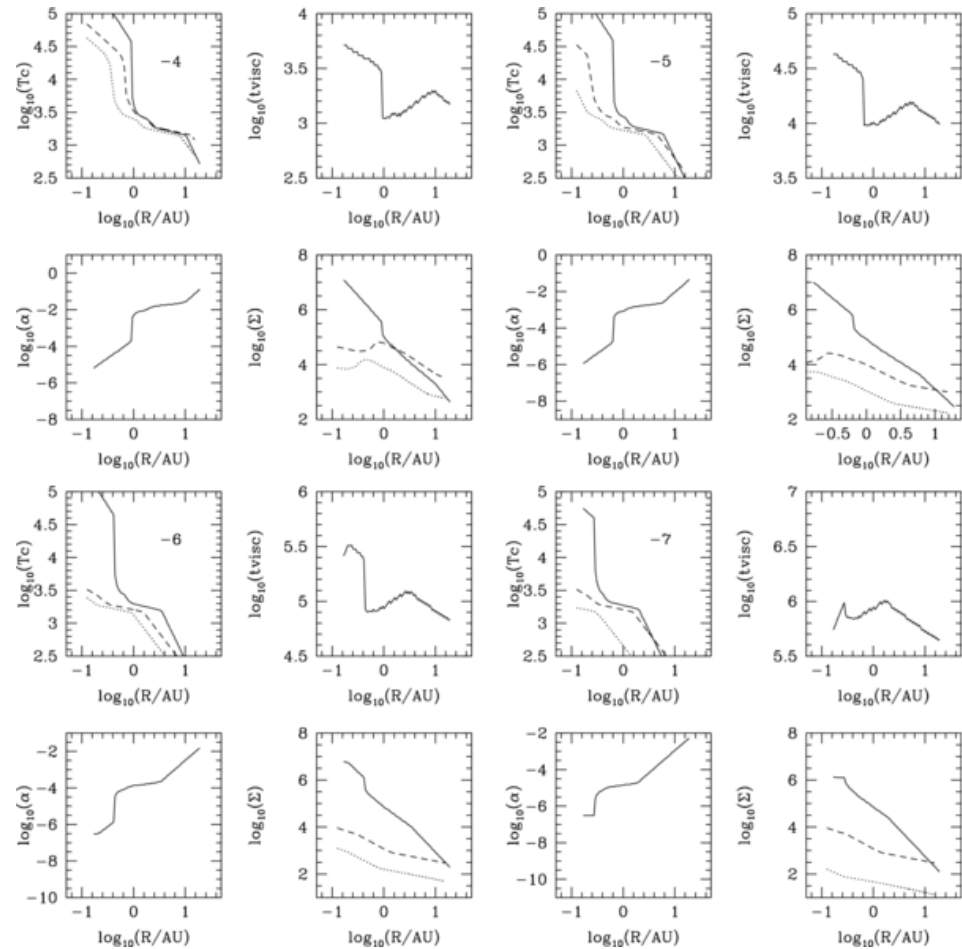 log₁₀(Tc)
5
4.5
4
3.5
3
2.5
−4
−1 0 1
log₁₀(R/AU)
log₁₀(tvisc)
4
3.5
3
2.5
−1 0 1
log₁₀(R/AU)
log₁₀(Tc)
5
4.5
4
3.5
3
2.5
−5
−1 0 1
log₁₀(R/AU)
log₁₀(tvisc)
5
4.5
4
3.5
−1 0 1
log₁₀(R/AU)
log₁₀(α)
0
−2
−4
−6
−8
−1 0 1
log₁₀(R/AU)
log₁₀(Σ)
8
6
4
2
−1 0 1
log₁₀(R/AU)
log₁₀(α)
0
−2
−4
−6
−8
−1 0 1
log₁₀(R/AU)
log₁₀(Σ)
8
6
4
2
−0.5 0 0.5 1
log₁₀(R/AU)
log₁₀(Tc)
5
4.5
4
3.5
3
2.5
−6
−1 0 1
log₁₀(R/AU)
log₁₀(tvisc)
6
5.5
5
4.5
−1 0 1
log₁₀(R/AU)
log₁₀(Tc)
5
4.5
4
3.5
3
2.5
−7
−1 0 1
log₁₀(R/AU)
log₁₀(tvisc)
7
6.5
6
5.5
−1 0 1
log₁₀(R/AU)
log₁₀(α)
−2
−4
−6
−8
−10
−1 0 1
log₁₀(R/AU)
log₁₀(Σ)
8
6
4
2
−1 0 1
log₁₀(R/AU)
log₁₀(α)
−2
−4
−6
−8
−10
−1 0 1
log₁₀(R/AU)
log₁₀(Σ)
8
6
4
2
−1 0 1
log₁₀(R/AU)